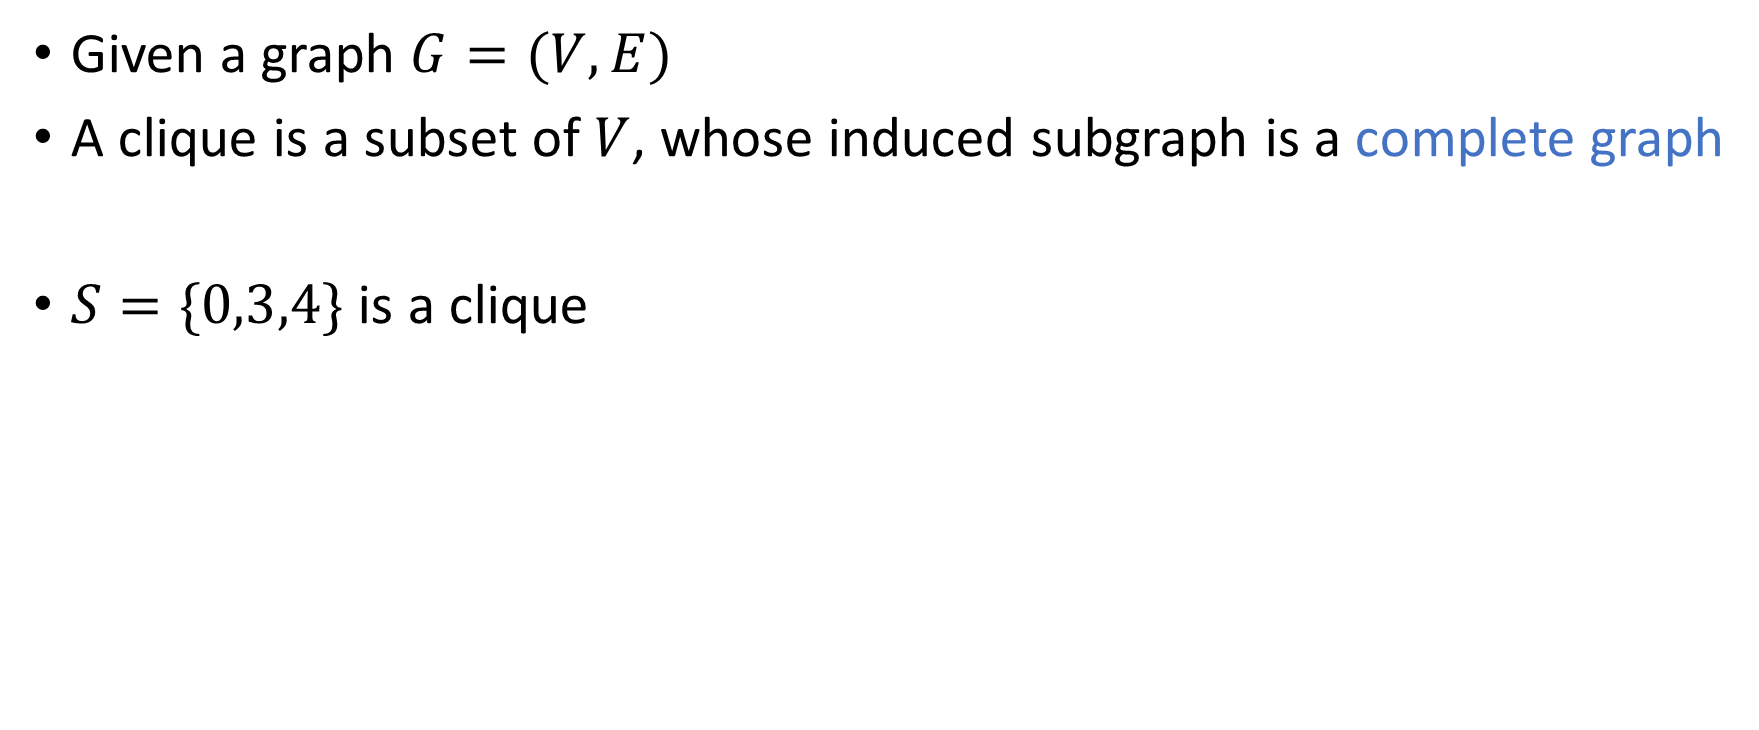 • Given a graph G = (V, E)
• A clique is a subset of V, whose induced subgraph is a complete graph
• S = {0,3,4} is a clique